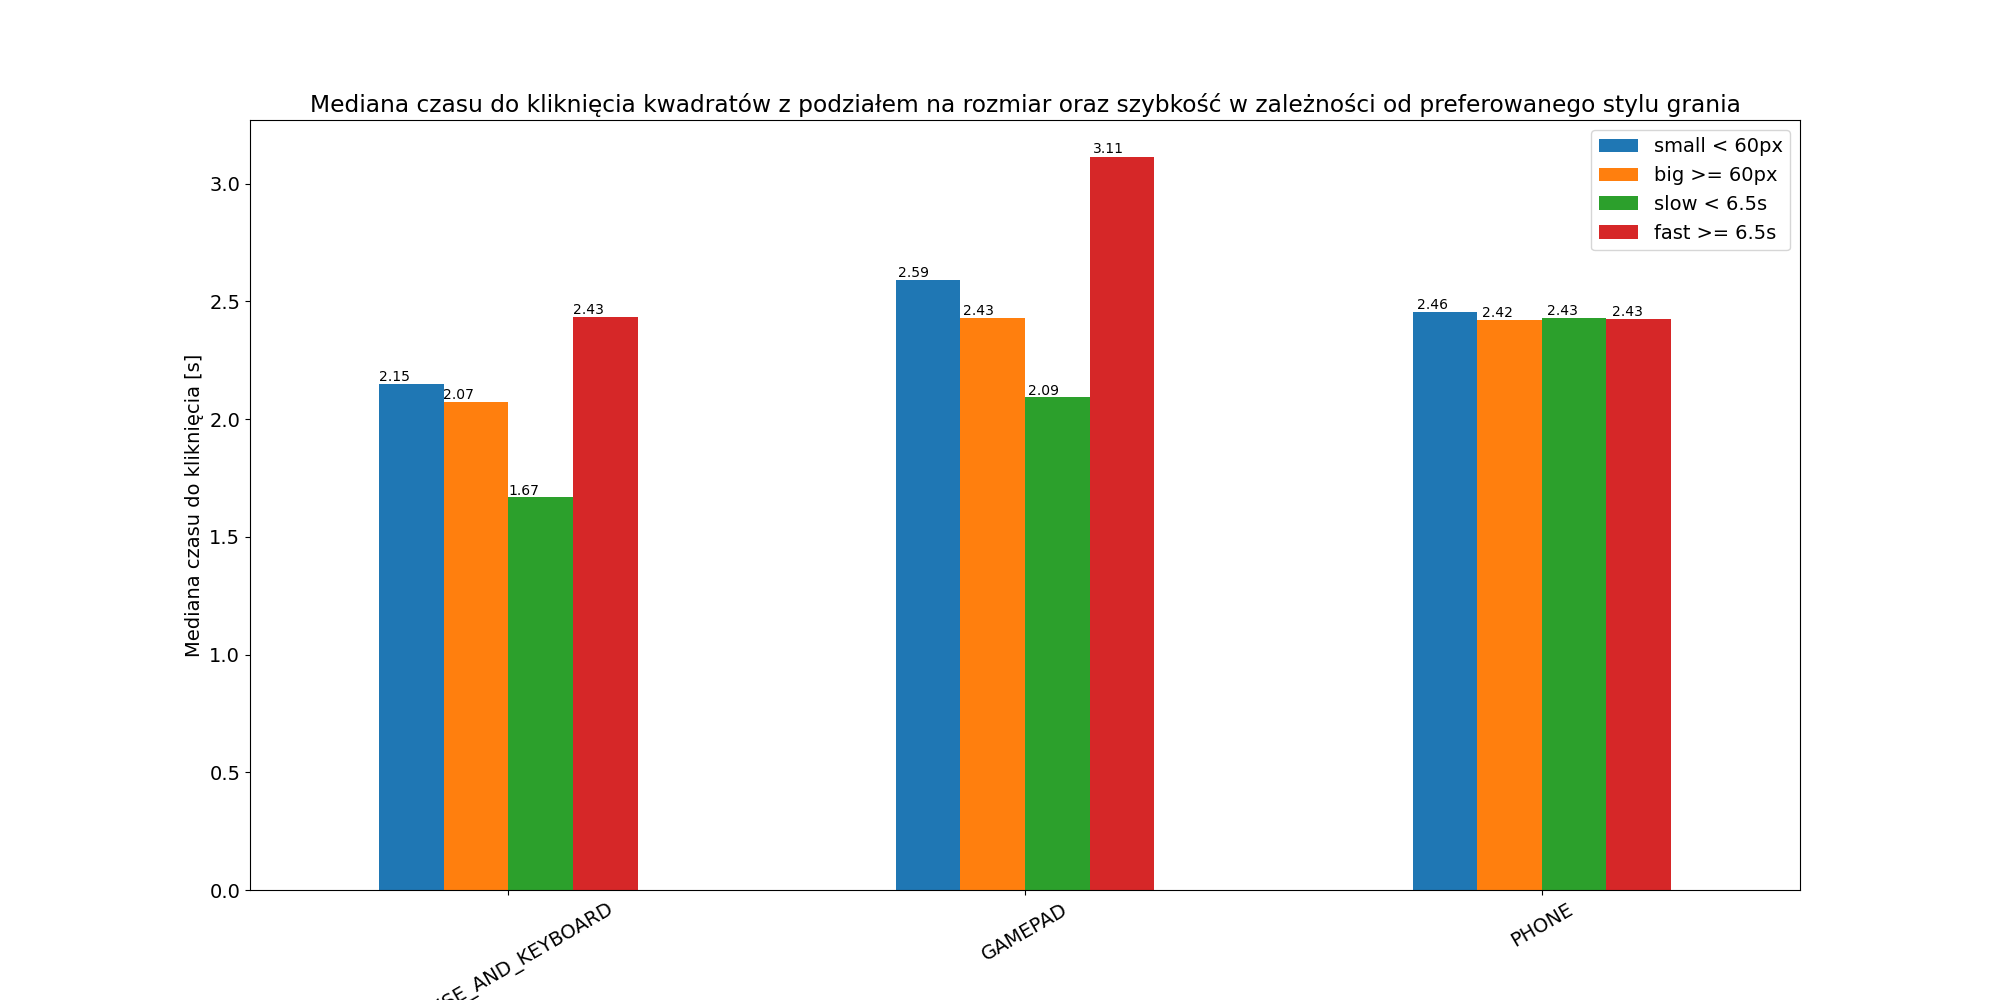 Mediana czasu do kliknięcia kwadratów z podziałem na rozmiar oraz szybkość w zależności od preferowanego stylu grania
small < 60px
big >= 60px
slow < 6.5s
fast >= 6.5s
Mediana czasu do kliknięcia [s]
3.0
2.5
2.0
1.5
1.0
0.5
0.0
2.15
2.07
1.67
2.43
2.59
2.43
2.09
3.11
2.46
2.42
2.43
2.43
SE_AND_KEYBOARD
GAMEPAD
PHONE